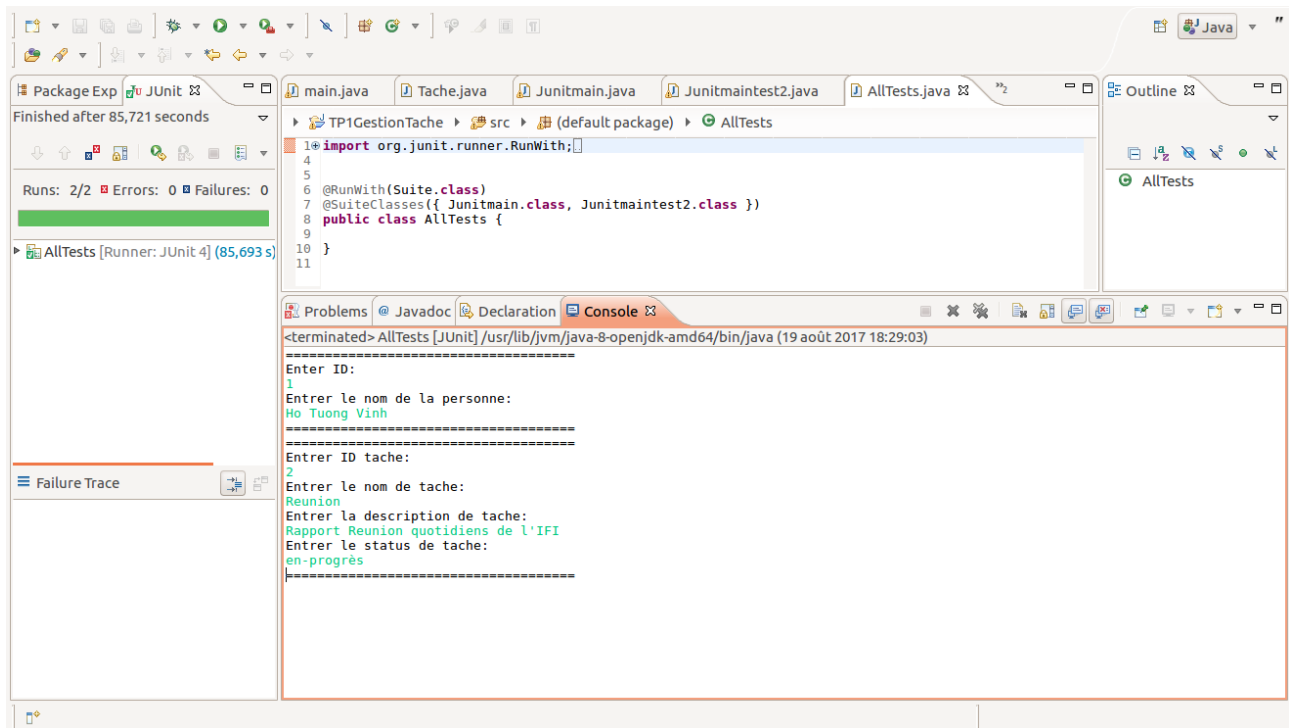 Java
Package Exp JUnit
Finished after 85,721 seconds
Runs: 2/2 Errors: 0 Failures: 0
AllTests [Runner: JUnit 4] (85,693 s)
Failure Trace
main.java Tache.java Junitmain.java Junitmaintest2.java AllTests.java »2
TP1GestionTache src (default package) AllTests
1 import org.junit.runner.RunWith;
4
5
6 @RunWith(Suite.class)
7 @SuiteClasses({ Junitmain.class, Junitmaintest2.class })
8 public class AllTests {
9
10 }
11
Outline
AllTests
Problems @ Javadoc Declaration Console
<terminated> AllTests [JUnit] /usr/lib/jvm/java-8-openjdk-amd64/bin/java (19 août 2017 18:29:03)
=====================================
Enter ID:
1
Entrer le nom de la personne:
Ho Tuong Vinh
=====================================
=====================================
Entrer ID tache:
2
Entrer le nom de tache:
Reunion
Entrer la description de tache:
Rapport Reunion quotidiens de l'IFI
Entrer le status de tache:
en-progrès
=====================================